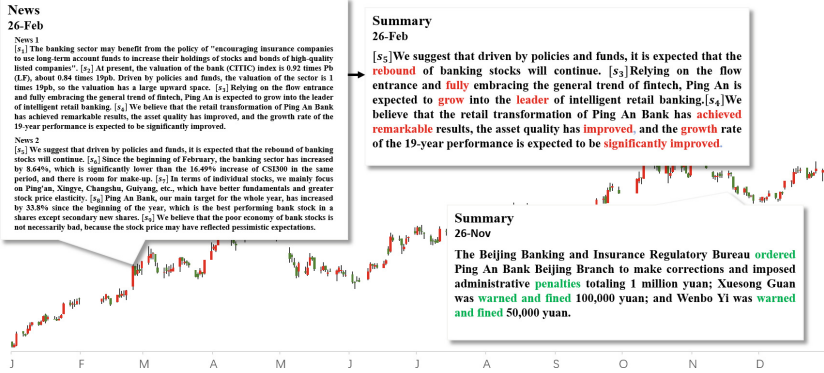 News
26-Feb
News 1
[s₁] The banking sector may benefit from the policy of "encouraging insurance companies
to use long-term account funds to increase their holdings of stocks and bonds of high-quality
listed companies". [s₂] At present, the valuation of the bank (CITIC) index is 0.92 times Pb
(LF), about 0.84 times 19pb. Driven by policies and funds, the valuation of the sector is 1
times 19pb, so the valuation has a large upward space. [s₃] Relying on the flow entrance
and fully embracing the general trend of fintech, Ping An is expected to grow into the leader
of intelligent retail banking. [s₄] We believe that the retail transformation of Ping An Bank
has achieved remarkable results, the asset quality has improved, and the growth rate of the
19-year performance is expected to be significantly improved.
News 2
[s₅] We suggest that driven by policies and funds, it is expected that the rebound of banking
stocks will continue. [s₆] Since the beginning of February, the banking sector has increased
by 8.64%, which is significantly lower than the 16.49% increase of CSI300 in the same
period, and there is room for make-up. [s₇] In terms of individual stocks, we mainly focus
on Ping'an, Xingye, Changshu, Guiyang, etc., which have better fundamentals and greater
stock price elasticity. [s₈] Ping An Bank, our main target for the whole year, has increased
by 33.8% since the beginning of the year, which is the best performing bank stock in a
shares except secondary new shares. [s₉] We believe that the poor economy of bank stocks is
not necessarily bad, because the stock price may have reflected pessimistic expectations.
Summary
26-Feb
[s₅]We suggest that driven by policies and funds, it is expected that the
rebound of banking stocks will continue. [s₃]Relying on the flow
entrance and fully embracing the general trend of fintech, Ping An is
expected to grow into the leader of intelligent retail banking.[s₄]We
believe that the retail transformation of Ping An Bank has achieved
remarkable results, the asset quality has improved, and the growth rate
of the 19-year performance is expected to be significantly improved.
Summary
26-Nov
The Beijing Banking and Insurance Regulatory Bureau ordered
Ping An Bank Beijing Branch to make corrections and imposed
administrative penalties totaling 1 million yuan; Xuesong Guan
was warned and fined 100,000 yuan; and Wenbo Yi was warned
and fined 50,000 yuan.
J F M A M J J A S O N D